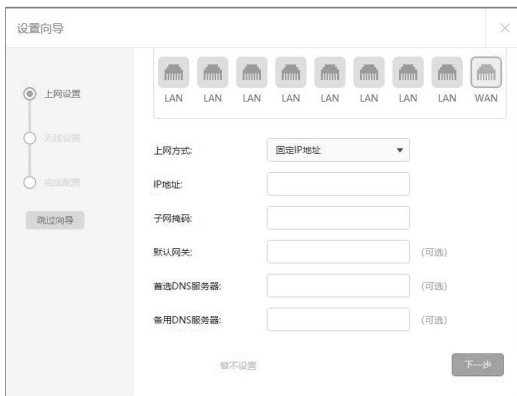 设置向导
LAN LAN LAN LAN LAN LAN LAN LAN WAN
上网设置
无线设置
完成配置
跳过向导
上网方式: 固定IP地址
IP地址:
子网掩码:
默认网关: (可选)
首选DNS服务器: (可选)
备用DNS服务器: (可选)
暂不设置
下一步